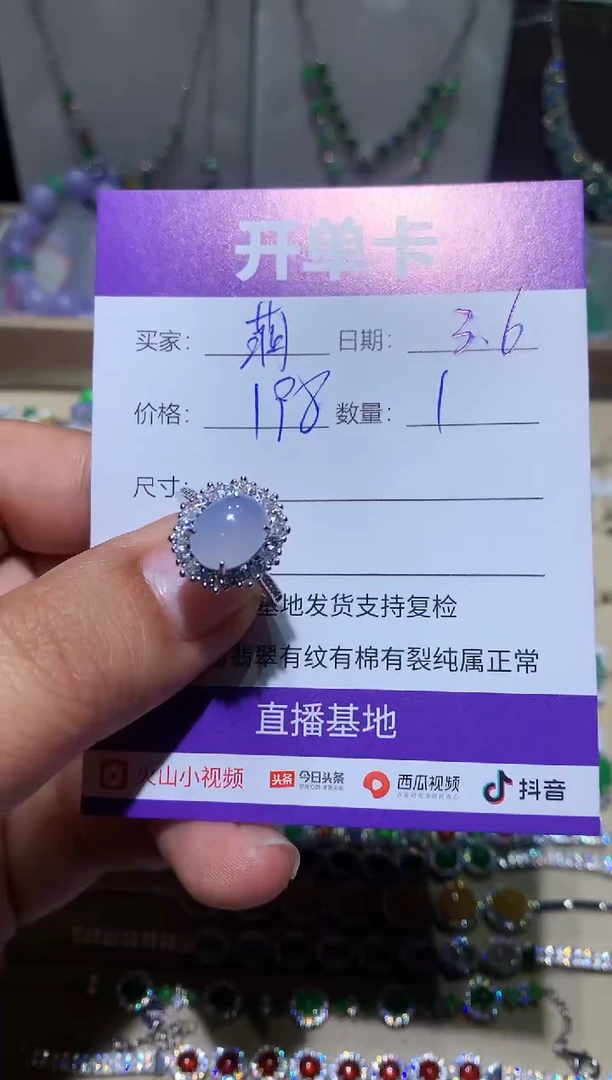 开单卡
买家: 日期: 3.6
价格: 198 数量: 1
尺寸:
基地发货支持复检
翡翠有纹有棉有裂纯属正常
直播基地
火山小视频 头条 今日头条 西瓜视频 抖音